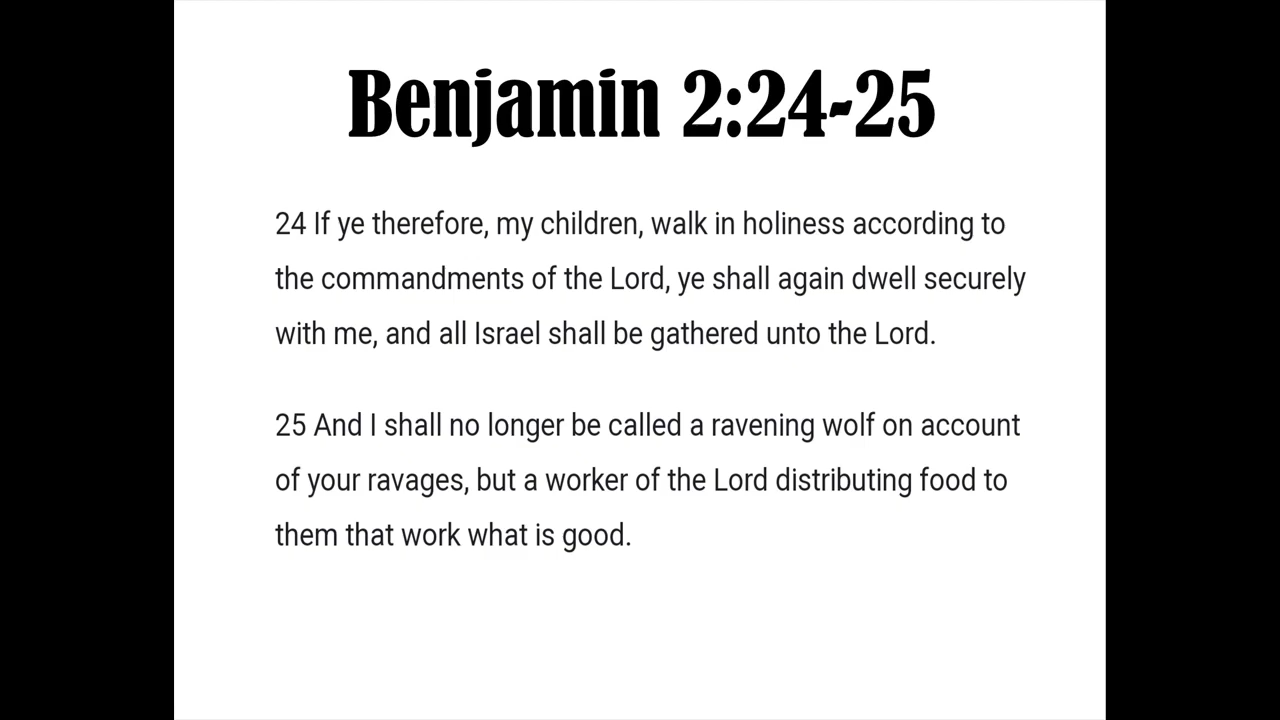 Benjamin 2:24-25
24 If ye therefore, my children, walk in holiness according to
the commandments of the Lord, ye shall again dwell securely
with me, and all Israel shall be gathered unto the Lord.
25 And I shall no longer be called a ravening wolf on account
of your ravages, but a worker of the Lord distributing food to
them that work what is good.